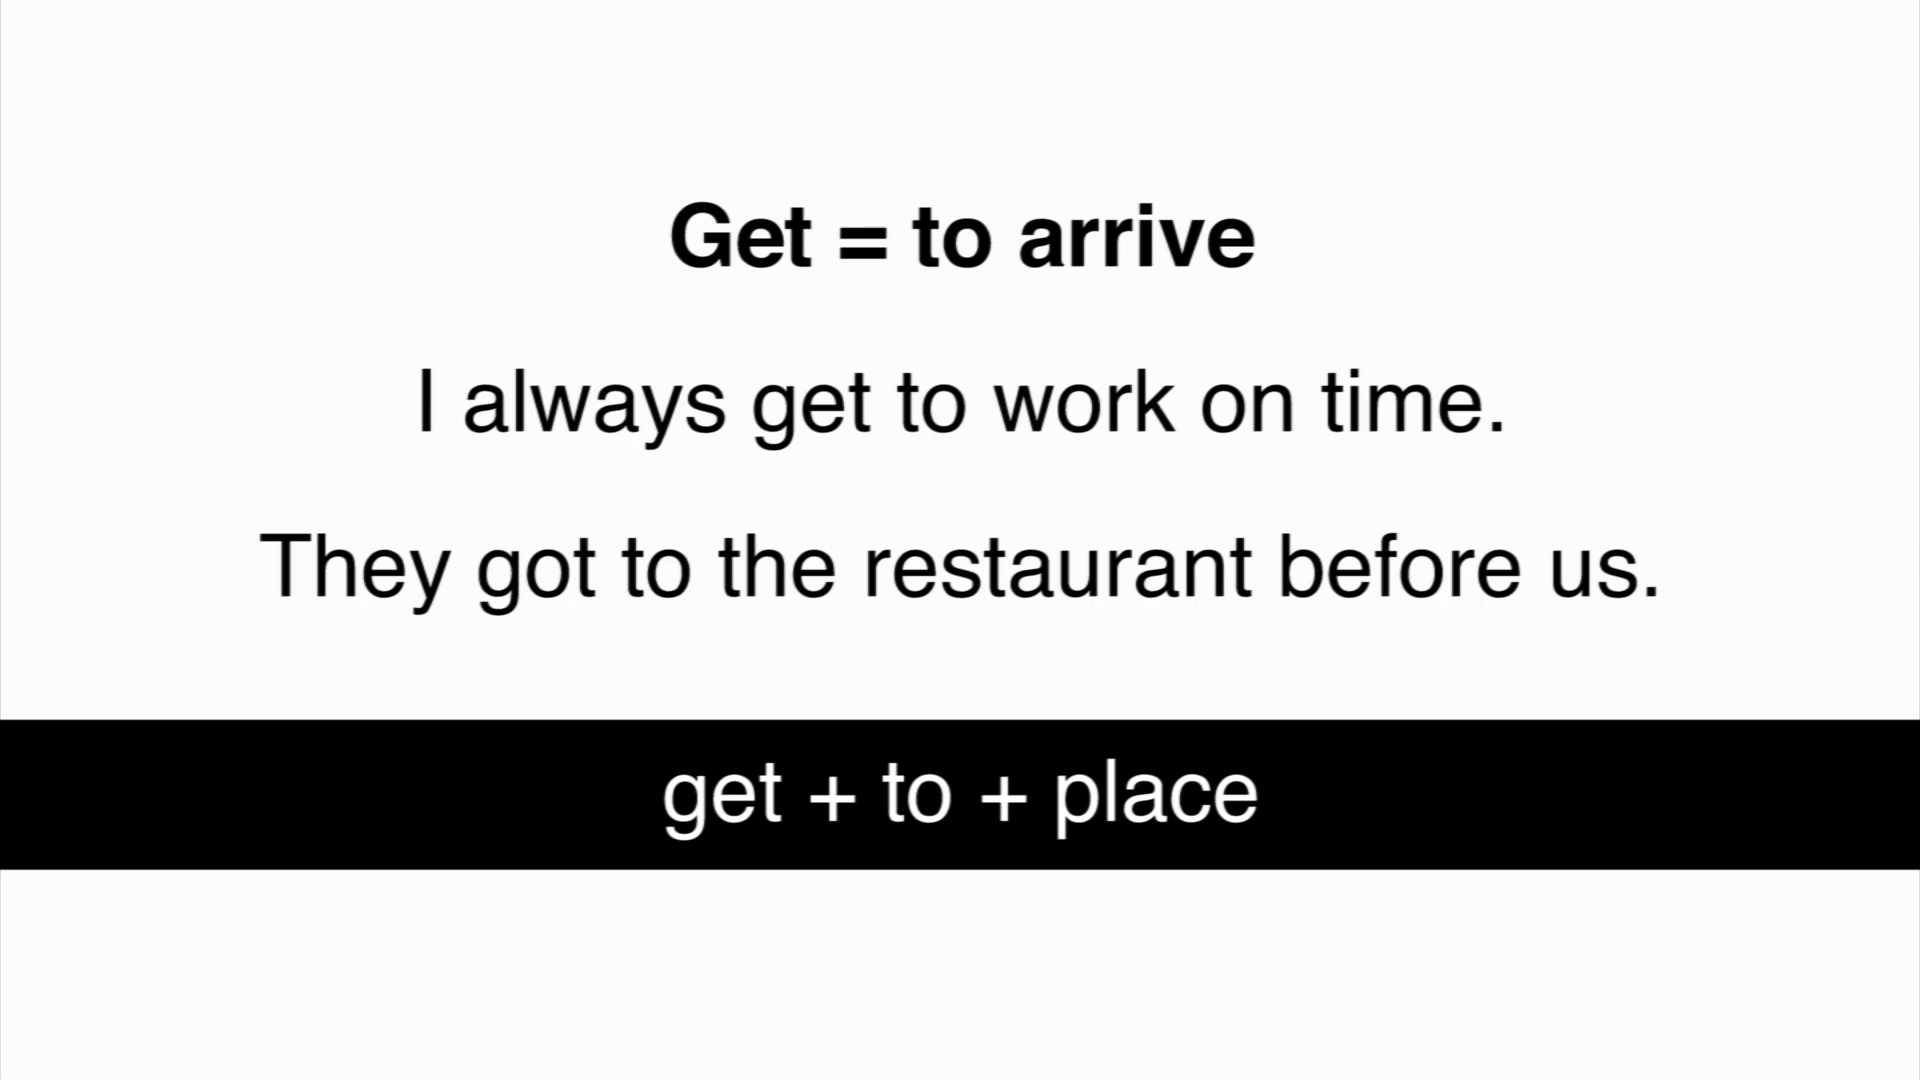 Get = to arrive
I always get to work on time.
They got to the restaurant before us.
get + to + place